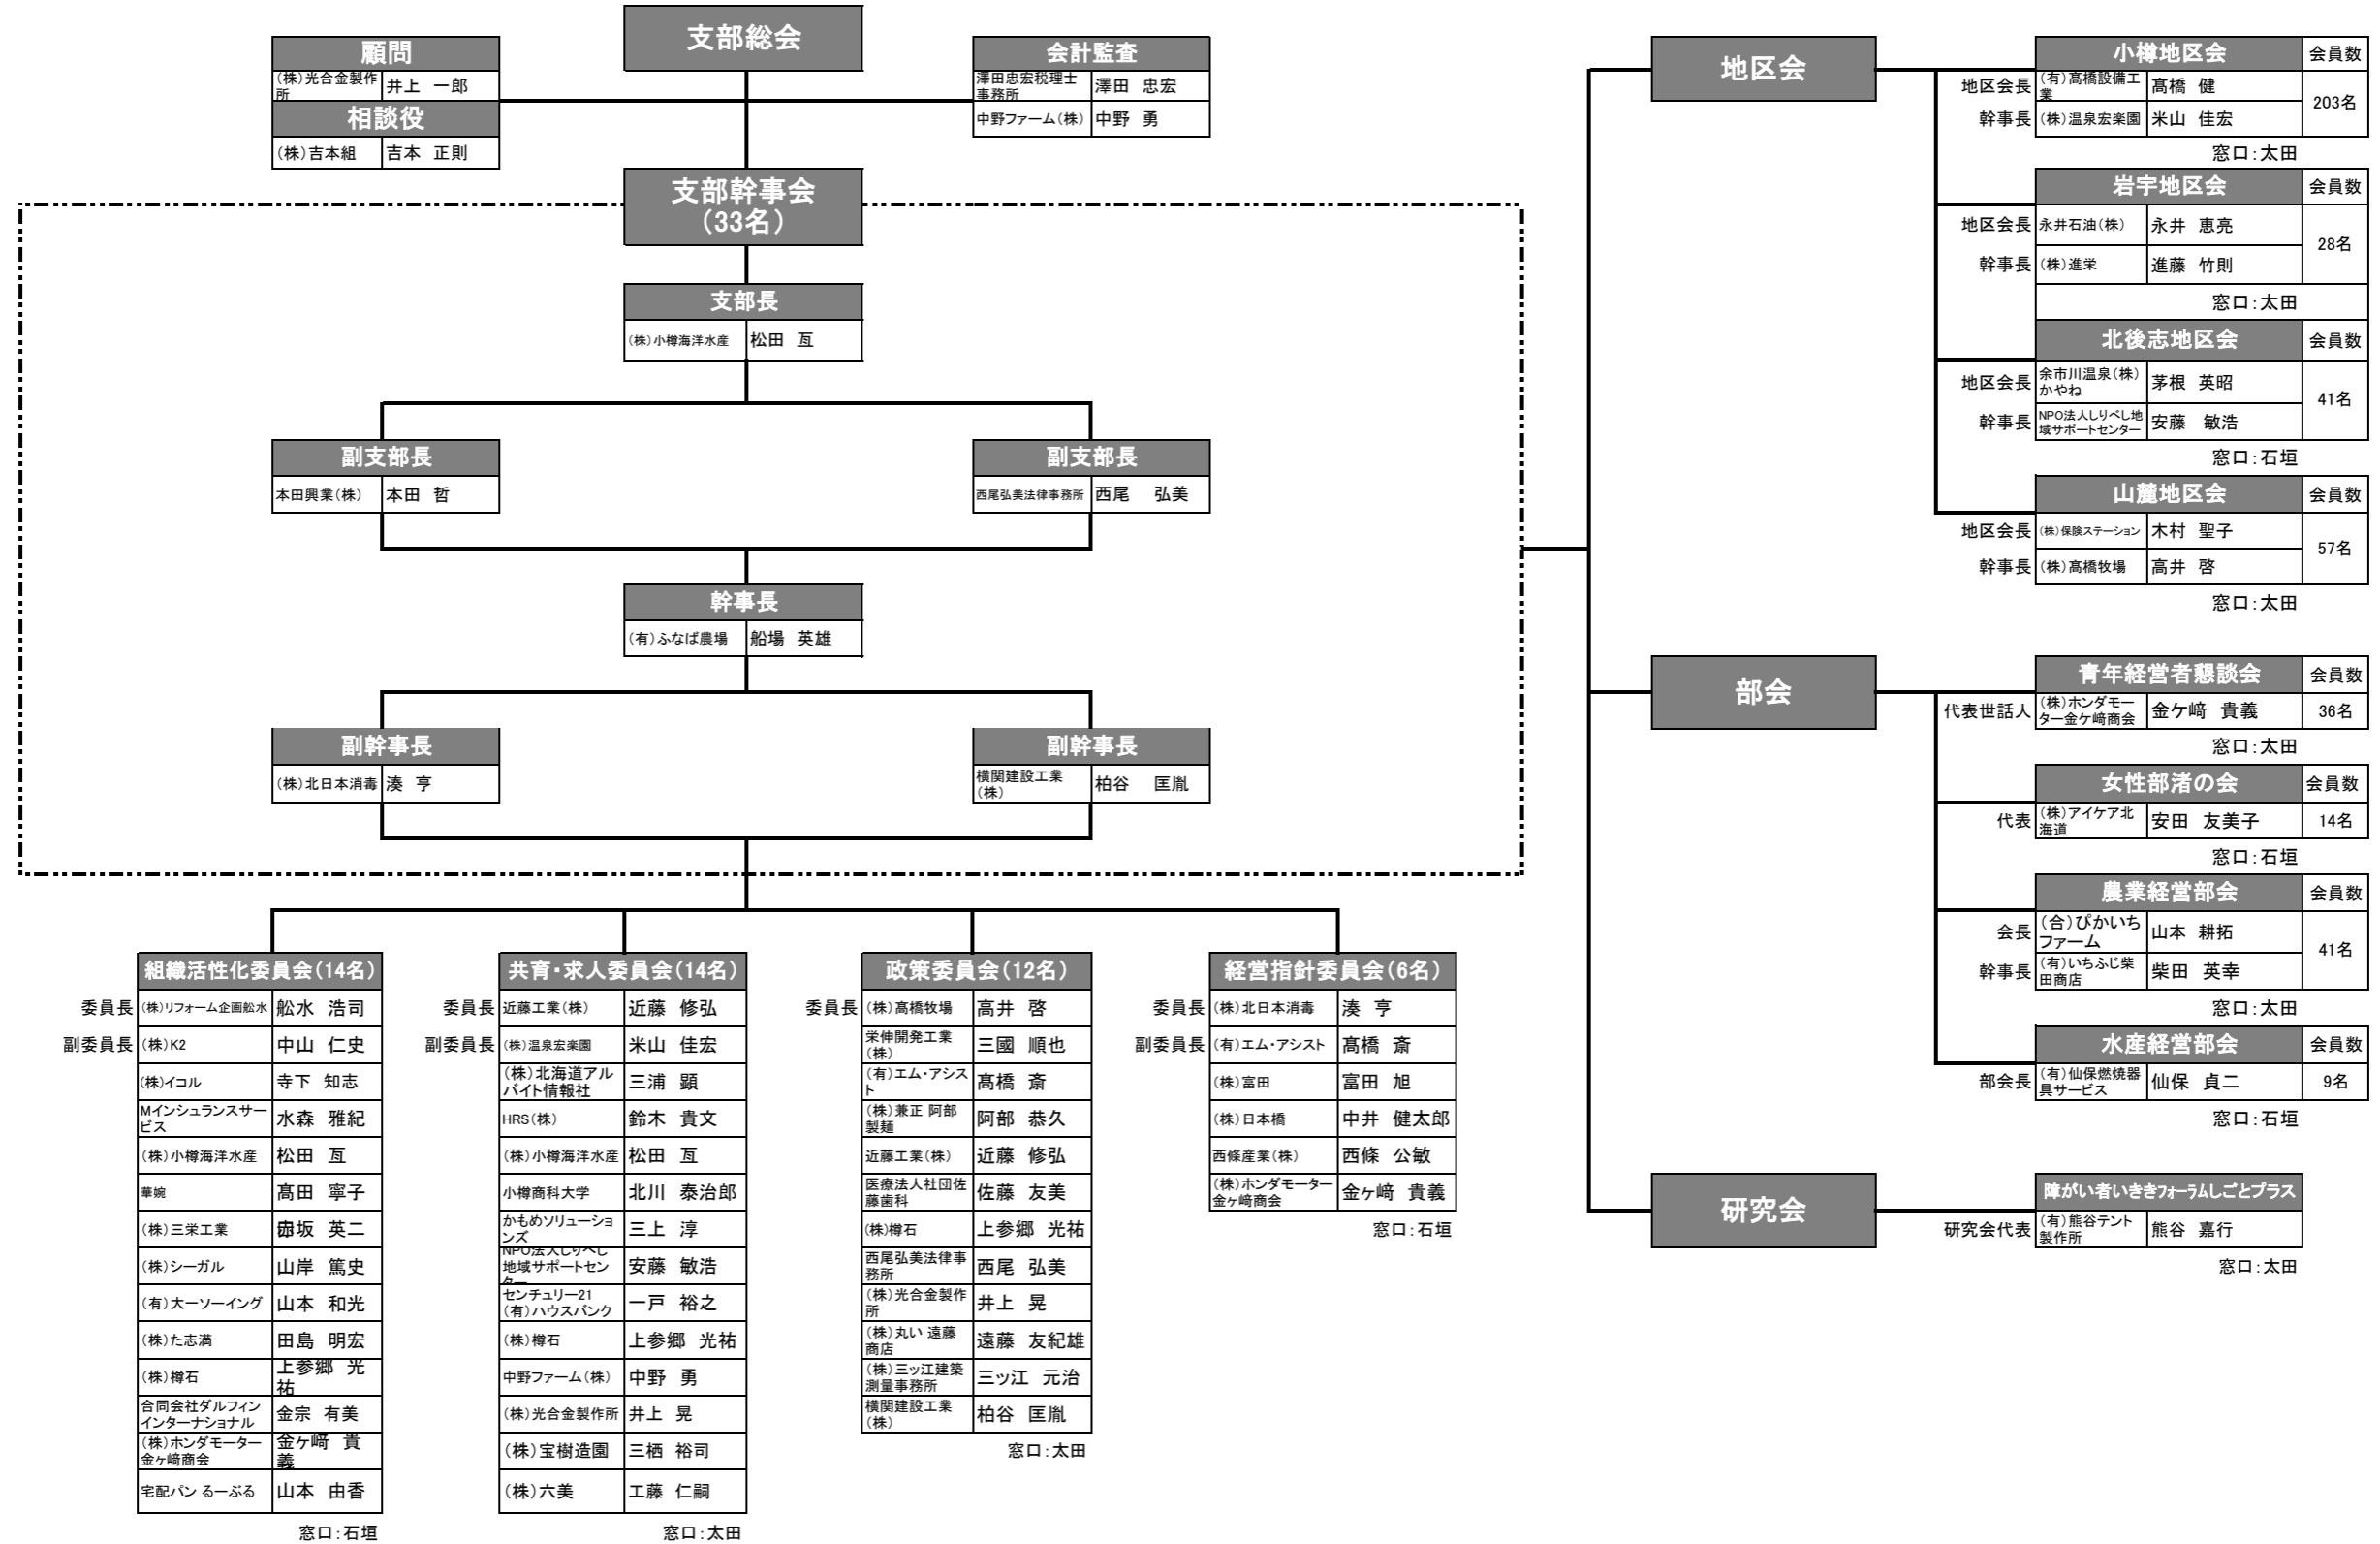 支部総会
顧問
(株)光合金製作
所
井上 一郎
相談役
(株)吉本組
吉本 正則
会計監査
澤田忠宏税理士
事務所
澤田 忠宏
中野ファーム(株)
中野 勇
支部幹事会
(33名)
支部長
(株)小樽海洋水産
松田 亙
副支部長
本田興業(株)
本田 哲
副支部長
西尾弘美法律事務所
西尾 弘美
幹事長
(有)ふなば農場
船場 英雄
副幹事長
(株)北日本消毒
湊 亨
副幹事長
横関建設工業
(株)
柏谷 匡胤
組織活性化委員会(14名)
委員長
(株)リフォーム企画舩水
舩水 浩司
副委員長
(株)K2
中山 仁史
(株)イコル
寺下 知志
Mインシュランスサー
ビス
水森 雅紀
(株)小樽海洋水産
松田 亙
華婉
髙田 寧子
(株)三栄工業
赤坂 英二
(株)シーガル
山岸 篤史
(有)大一ソーイング
山本 和光
(株)た志満
田島 明宏
(株)樽石
上参郷 光
祐
合同会社ダルフィン
インターナショナル
金宗 有美
(株)ホンダモーター
金ヶ﨑商会
金ヶ﨑 貴
義
宅配パン るーぶる
山本 由香
窓口:石垣
共育・求人委員会(14名)
委員長
近藤工業(株)
近藤 修弘
副委員長
(株)温泉宏楽園
米山 佳宏
(株)北海道アル
バイト情報社
三浦 顕
HRS(株)
鈴木 貴文
(株)小樽海洋水産
松田 亙
小樽商科大学
北川 泰治郎
かもめソリューショ
ンズ
三上 淳
NPO法人しりべし
地域サポートセン
ター
安藤 敏浩
センチュリー21
(有)ハウスバンク
一戸 裕之
(株)樽石
上参郷 光祐
中野ファーム(株)
中野 勇
(株)光合金製作所
井上 晃
(株)宝樹造園
三栖 裕司
(株)六美
工藤 仁嗣
窓口:太田
政策委員会(12名)
委員長
(株)髙橋牧場
高井 啓
栄伸開発工業
(株)
三國 順也
(有)エム・アシス
ト
髙橋 斎
(株)兼正 阿部
製麺
阿部 恭久
近藤工業(株)
近藤 修弘
医療法人社団佐
藤歯科
佐藤 友美
(株)樽石
上参郷 光祐
西尾弘美法律事
務所
西尾 弘美
(株)光合金製作
所
井上 晃
(株)丸い 遠藤
商店
遠藤 友紀雄
(株)三ッ江建築
測量事務所
三ッ江 元治
横関建設工業
(株)
柏谷 匡胤
窓口:太田
経営指針委員会(6名)
委員長
(株)北日本消毒
湊 亨
副委員長
(有)エム・アシスト
髙橋 斎
(株)富田
富田 旭
(株)日本橋
中井 健太郎
西條産業(株)
西條 公敏
(株)ホンダモーター
金ヶ﨑商会
金ヶ﨑 貴義
窓口:石垣
地区会
小樽地区会
会員数
地区会長
(有)髙橋設備工
業
髙橋 健
203名
幹事長
(株)温泉宏楽園
米山 佳宏
窓口:太田
岩宇地区会
会員数
地区会長
永井石油(株)
永井 恵亮
28名
幹事長
(株)進栄
進藤 竹則
窓口:太田
北後志地区会
会員数
地区会長
余市川温泉(株)
かやね
茅根 英昭
41名
幹事長
NPO法人しりべし地
域サポートセンター
安藤 敏浩
窓口:石垣
山麓地区会
会員数
地区会長
(株)保険ステーション
木村 聖子
57名
幹事長
(株)髙橋牧場
高井 啓
窓口:太田
部会
青年経営者懇談会
会員数
代表世話人
(株)ホンダモー
ター金ケ﨑商会
金ケ﨑 貴義
36名
窓口:太田
女性部渚の会
会員数
代表
(株)アイケア北
海道
安田 友美子
14名
窓口:石垣
農業経営部会
会員数
会長
(合)ぴかいち
ファーム
山本 耕拓
41名
幹事長
(有)いちふじ柴
田商店
柴田 英幸
窓口:太田
水産経営部会
会員数
部会長
(有)仙保燃焼器
具サービス
仙保 貞二
9名
窓口:石垣
研究会
障がい者いききフォーラムしごとプラス
研究会代表
(有)熊谷テント
製作所
熊谷 嘉行
窓口:太田